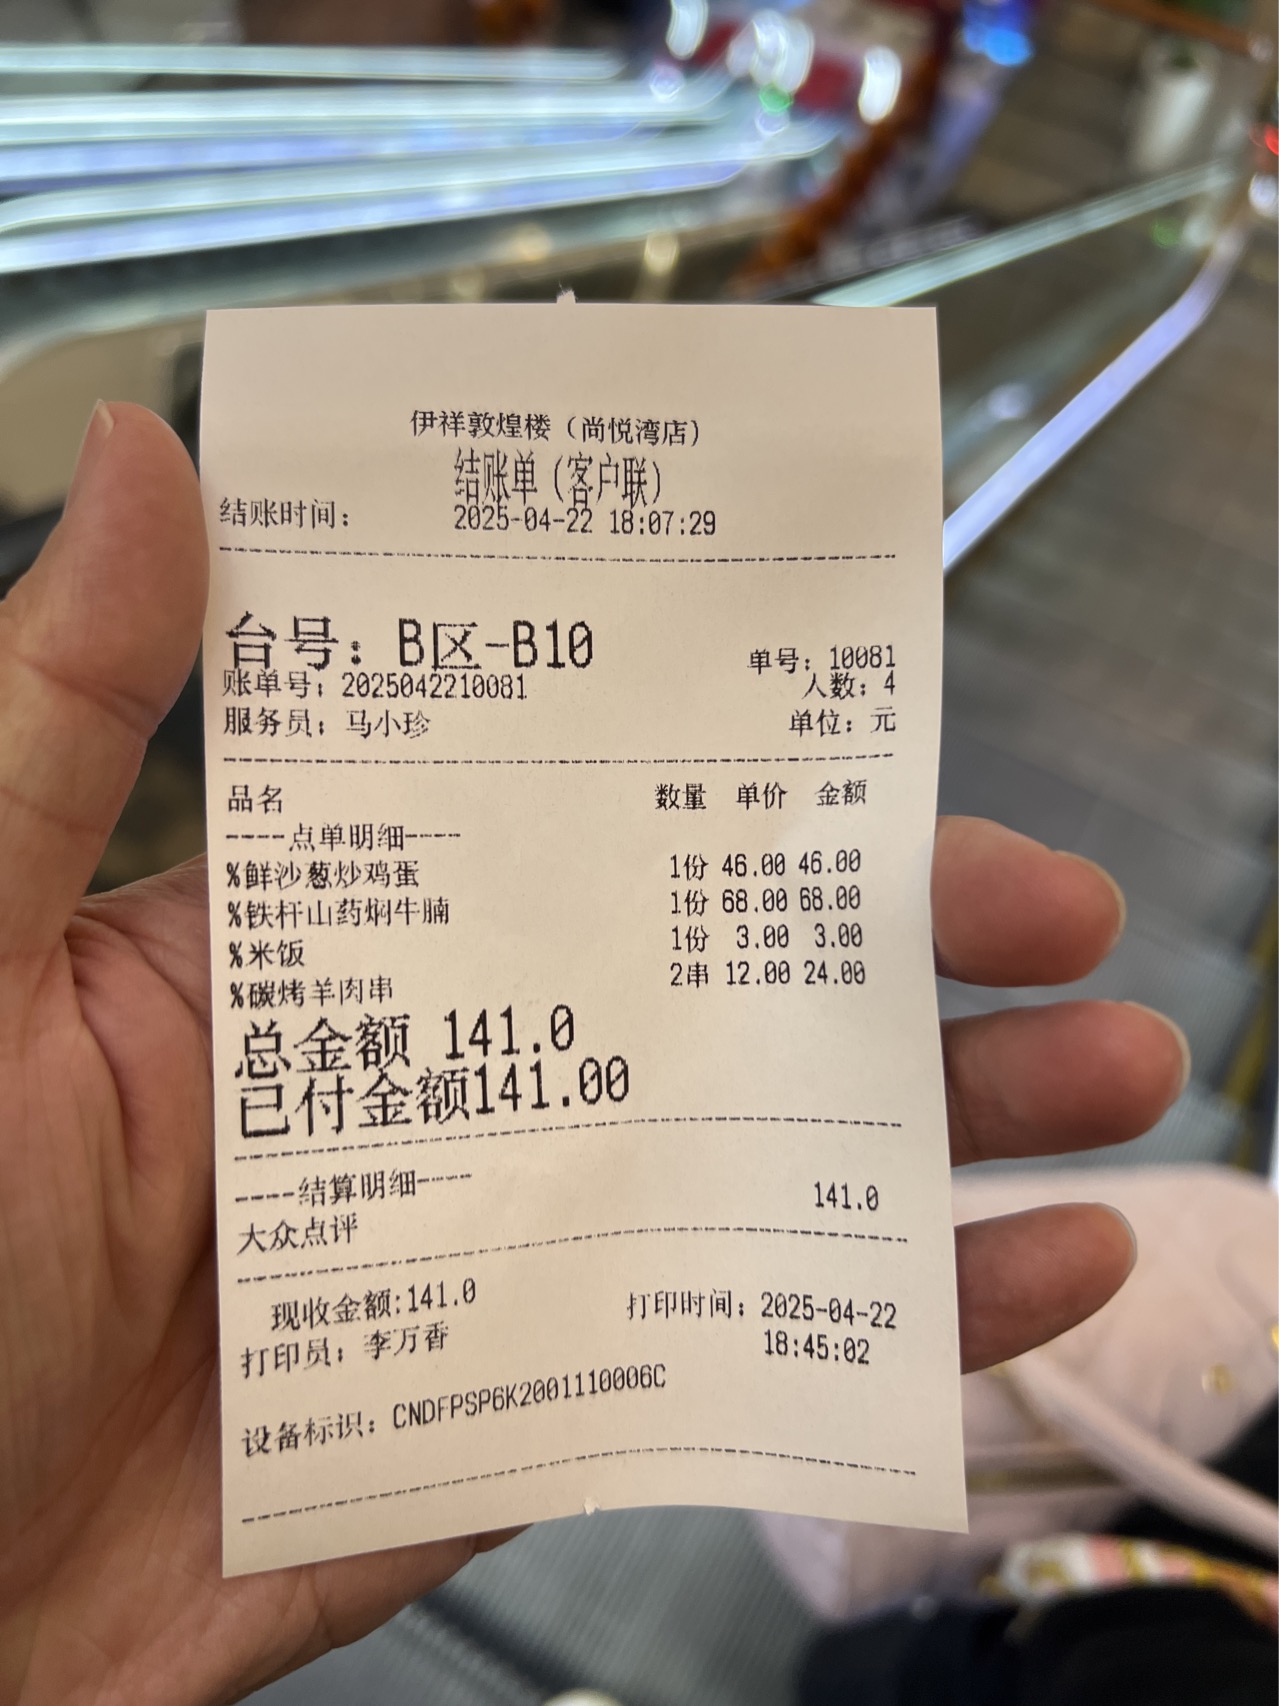 伊祥敦煌楼（尚悦湾店）
结账单（客户联）
结账时间： 2025-04-22 18:07:29
台号：B区-B10
单号：10081
账单号：2025042210081 人数：4
服务员：马小珍 单位：元
品名 数量 单价 金额
----点单明细----
%鲜沙葱炒鸡蛋 1份 46.00 46.00
%铁杆山药焖牛腩 1份 68.00 68.00
%米饭 1份 3.00 3.00
%碳烤羊肉串 2串 12.00 24.00
总金额 141.0
已付金额141.00
----结算明细----
大众点评 141.0
现收金额:141.0
打印员：李万香 打印时间：2025-04-22
18:45:02
设备标识：CNDFPSP6K2001110006C